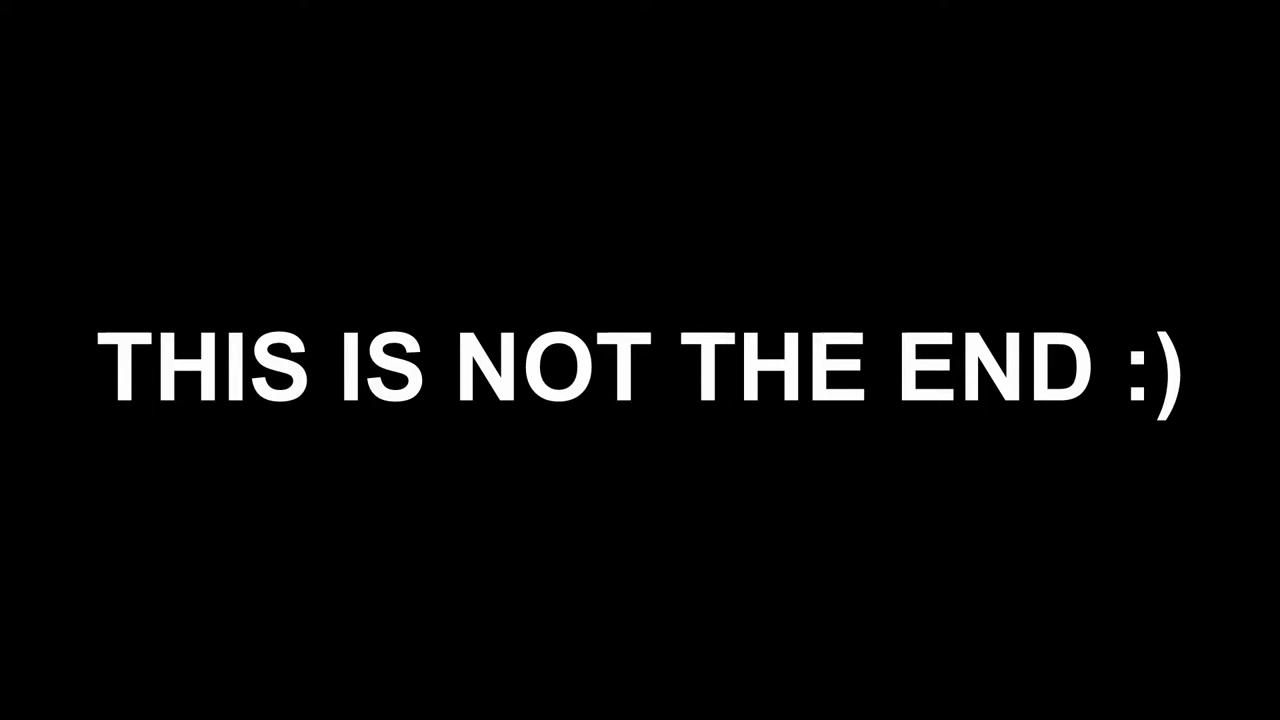 THIS IS NOT THE END :)